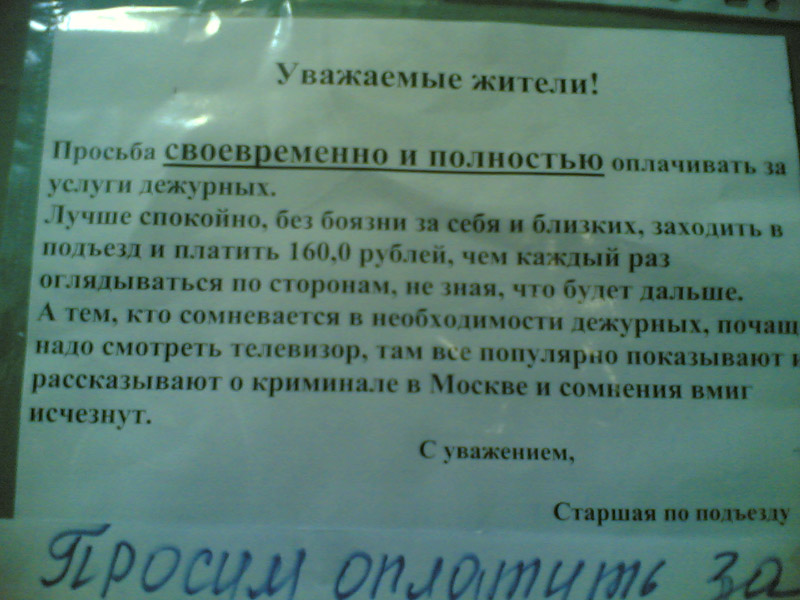 Уважаемые жители!
Просьба своевременно и полностью оплачивать за
услуги дежурных.
Лучше спокойно, без боязни за себя и близких, заходить в
подъезд и платить 160,0 рублей, чем каждый раз
оглядываться по сторонам, не зная, что будет дальше.
А тем, кто сомневается в необходимости дежурных, почащ
надо смотреть телевизор, там все популярно показывают и
рассказывают о криминале в Москве и сомнения вмиг
исчезнут.
С уважением,
Старшая по подъезду
Просим оплатить за